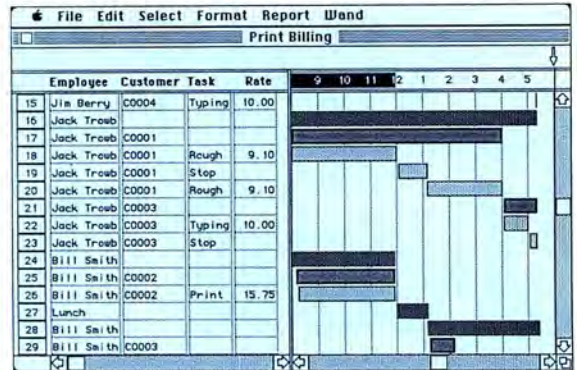 File Edit Select Format Report Wand
Print Billing
Employee Customer Task Rate 9 10 11 12 1 2 3 4 5
15 Jim Berry C0004 Typing 10.00
16 Jack Trowb
17 Jack Trowb C0001
18 Jack Trowb C0001 Rough 9.10
19 Jack Trowb C0001 Stop
20 Jack Trowb C0001 Rough 9.10
21 Jack Trowb C0003
22 Jack Trowb C0003 Typing 10.00
23 Jack Trowb C0003 Stop
24 Bill Smith
25 Bill Smith C0002
26 Bill Smith C0002 Print 15.75
27 Lunch
28 Bill Smith
29 Bill Smith C0003